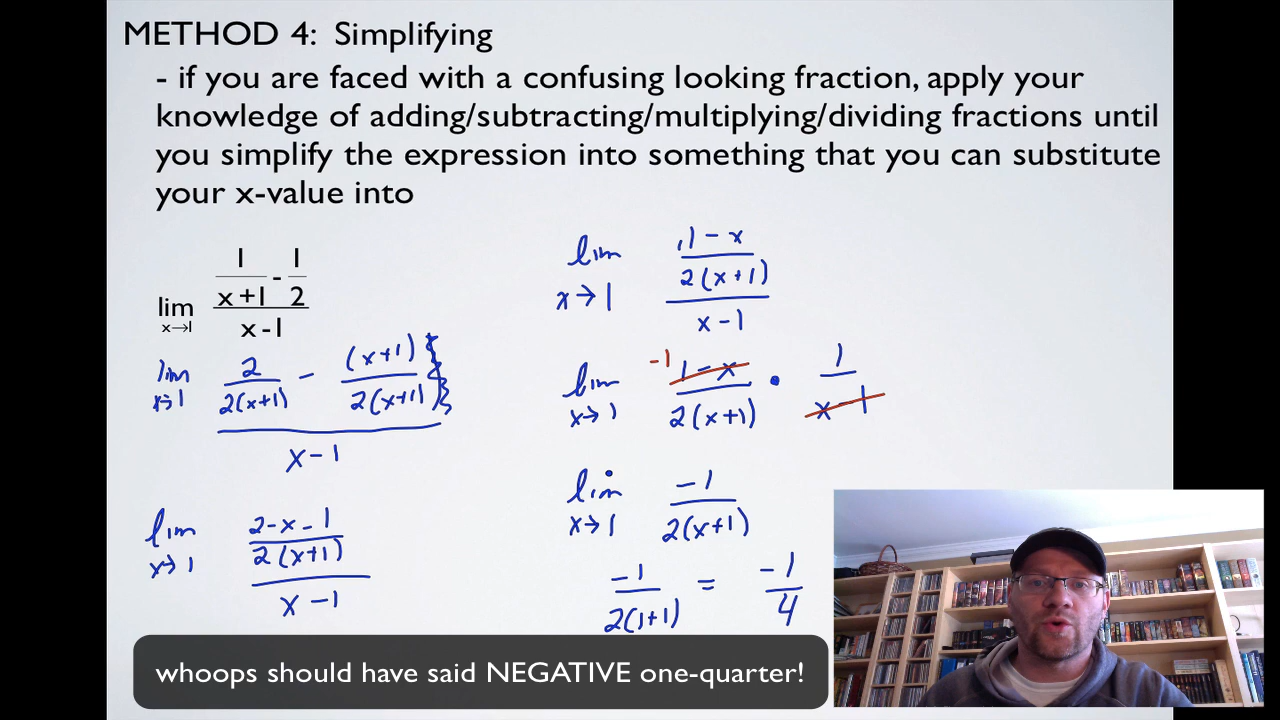 METHOD 4: Simplifying
- if you are faced with a confusing looking fraction, apply your
knowledge of adding/subtracting/multiplying/dividing fractions until
you simplify the expression into something that you can substitute
your x-value into
1 1
- 
x+1 2
lim
x→1
x-1
lim 2 - (x+1)
x→1 2(x+1) 2(x+1)
x-1
lim 2-x-1
x→1 2(x+1)
x-1
lim 1-x
x→1 2(x+1)
x-1
-1
lim 1-x • 1
x→1 2(x+1) x-1
lim -1
x→1 2(x+1)
-1 = -1
2(1+1) 4
whoops should have said NEGATIVE one-quarter!